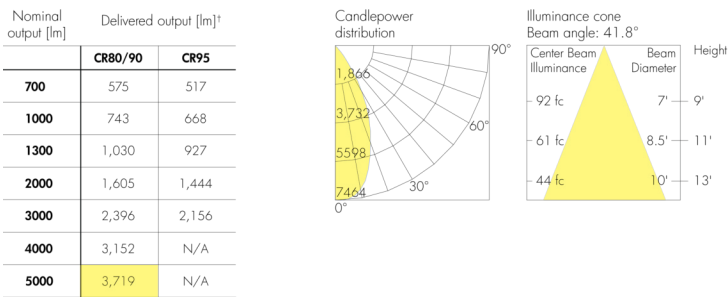 Nominal output [lm]
Delivered output [lm]†
CR80/90 CR95
700 575 517
1000 743 668
1300 1,030 927
2000 1,605 1,444
3000 2,396 2,156
4000 3,152 N/A
5000 3,719 N/A
Candlepower
distribution
90°
1,866
3,732
60°
5598
7464
30°
0°
Illuminance cone
Beam angle: 41.8°
Center Beam Illuminance
Beam Diameter
Height
92 fc 7' 9'
61 fc 8.5' 11'
44 fc 10' 13'